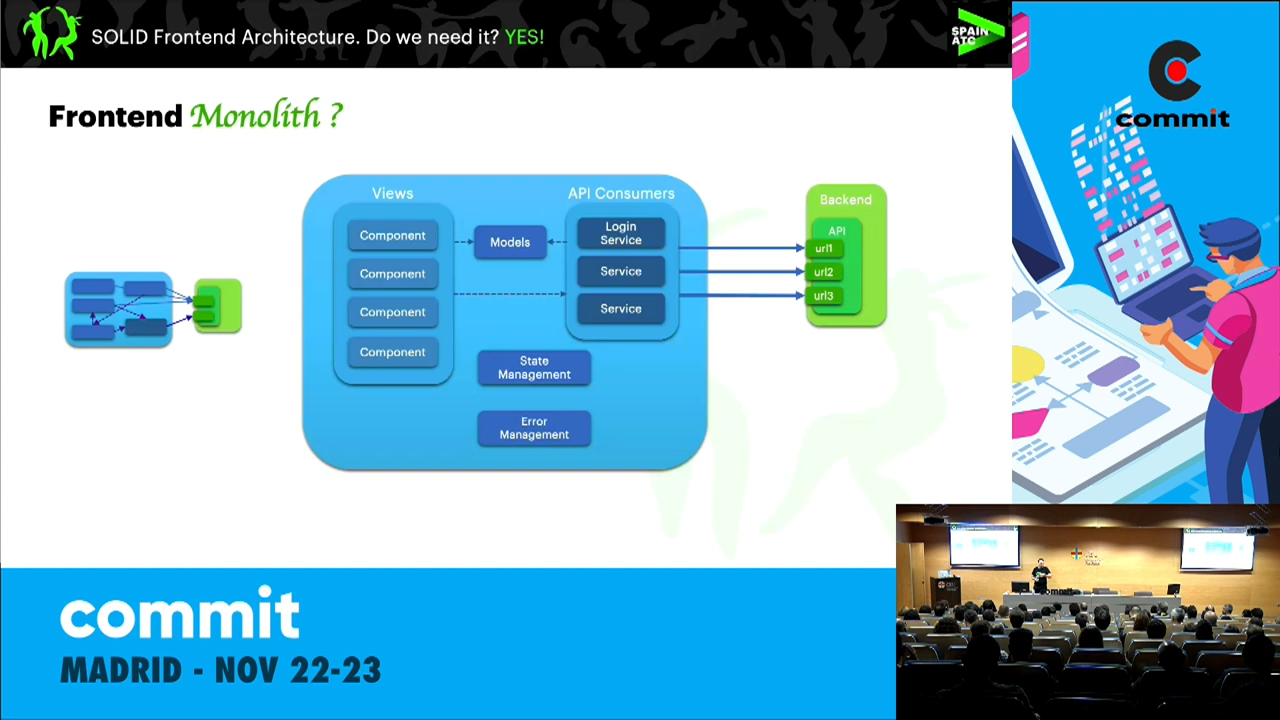 SOLID Frontend Architecture. Do we need it? YES!
SPAIN
ATC
commit
Frontend Monolith ?
Views
API Consumers
Backend
Component
Component
Component
Component
Models
Login
Service
Service
Service
API
url1
url2
url3
State
Management
Error
Management
commit
MADRID - NOV 22-23